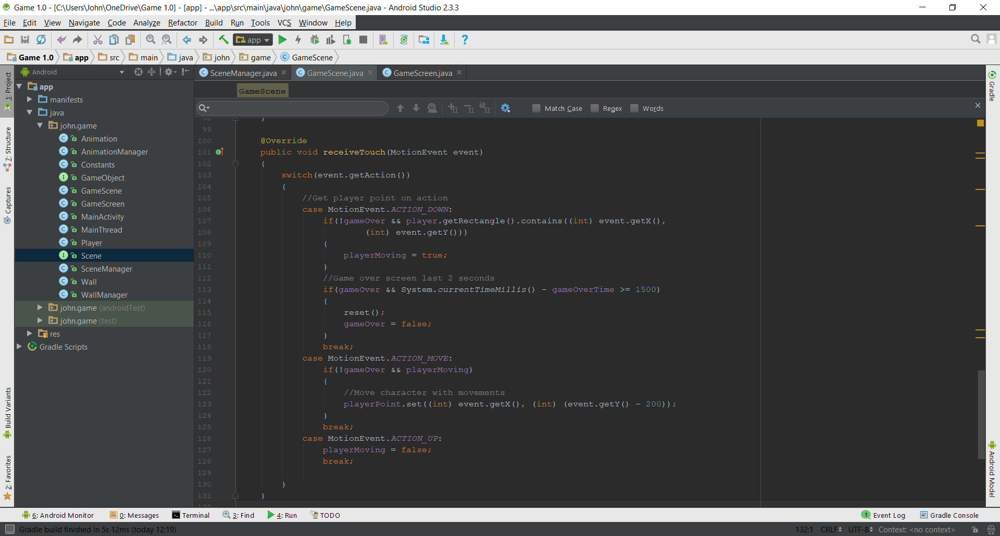 Game 1.0 - [C:\Users\John\OneDrive\Game 1.0] - [app] - ...\app\src\main\java\john\game\GameScene.java - Android Studio 2.3.3
File Edit View Navigate Code Analyze Refactor Build Run Tools VCS Window Help
app
Game 1.0 app src main java john game GameScene
Android
SceneManager.java GameScene.java GameScreen.java
GameScene
Match Case Regex Words
1: Project
Z: Structure
Captures
Build Variants
2: Favorites
app
manifests
java
john.game
Animation
AnimationManager
Constants
GameObject
GameScene
GameScreen
MainActivity
MainThread
Player
Scene
SceneManager
Wall
WallManager
john.game (androidTest)
john.game (test)
res
Gradle Scripts
98 }
99
100 @Override
101 public void receiveTouch(MotionEvent event)
102 {
103 switch(event.getAction())
104 {
105 //Get player point on action
106 case MotionEvent.ACTION_DOWN:
107 if(!gameOver && player.getRectangle().contains((int) event.getX(),
108 (int) event.getY()))
109 {
110 playerMoving = true;
111 }
112 //Game over screen last 2 seconds
113 if(gameOver && System.currentTimeMillis() - gameOverTime >= 1500)
114 {
115 reset();
116 gameOver = false;
117 }
118 break;
119 case MotionEvent.ACTION_MOVE:
120 if(!gameOver && playerMoving)
121 {
122 //Move character with movements
123 playerPoint.set((int) event.getX(), (int) (event.getY() - 200));
124 }
125 break;
126 case MotionEvent.ACTION_UP:
127 playerMoving = false;
128 break;
129
130 }
131 }
132
Gradle
Android Model
6: Android Monitor 0: Messages Terminal 3: Find 4: Run TODO 1 Event Log Gradle Console
Gradle build finished in 5s 12ms (today 12:19) 132:1 CRLF UTF-8 Context: <no context>